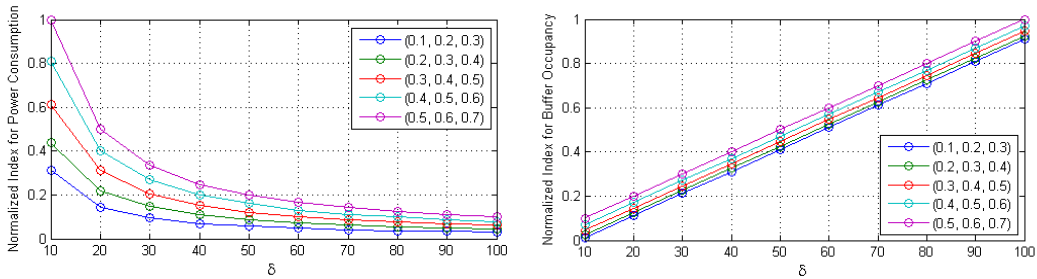 Normalized Index for Power Consumption
1
0.8
0.6
0.4
0.2
0
10 20 30 40 50 60 70 80 90 100
δ
(0.1, 0.2, 0.3)
(0.2, 0.3, 0.4)
(0.3, 0.4, 0.5)
(0.4, 0.5, 0.6)
(0.5, 0.6, 0.7)
Normalized Index for Buffer Occupancy
1
0.8
0.6
0.4
0.2
0
10 20 30 40 50 60 70 80 90 100
δ
(0.1, 0.2, 0.3)
(0.2, 0.3, 0.4)
(0.3, 0.4, 0.5)
(0.4, 0.5, 0.6)
(0.5, 0.6, 0.7)